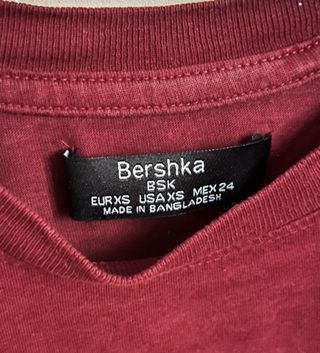 Bershka
BSK
EUR XS USA XS MEX 24
MADE IN BANGLADESH